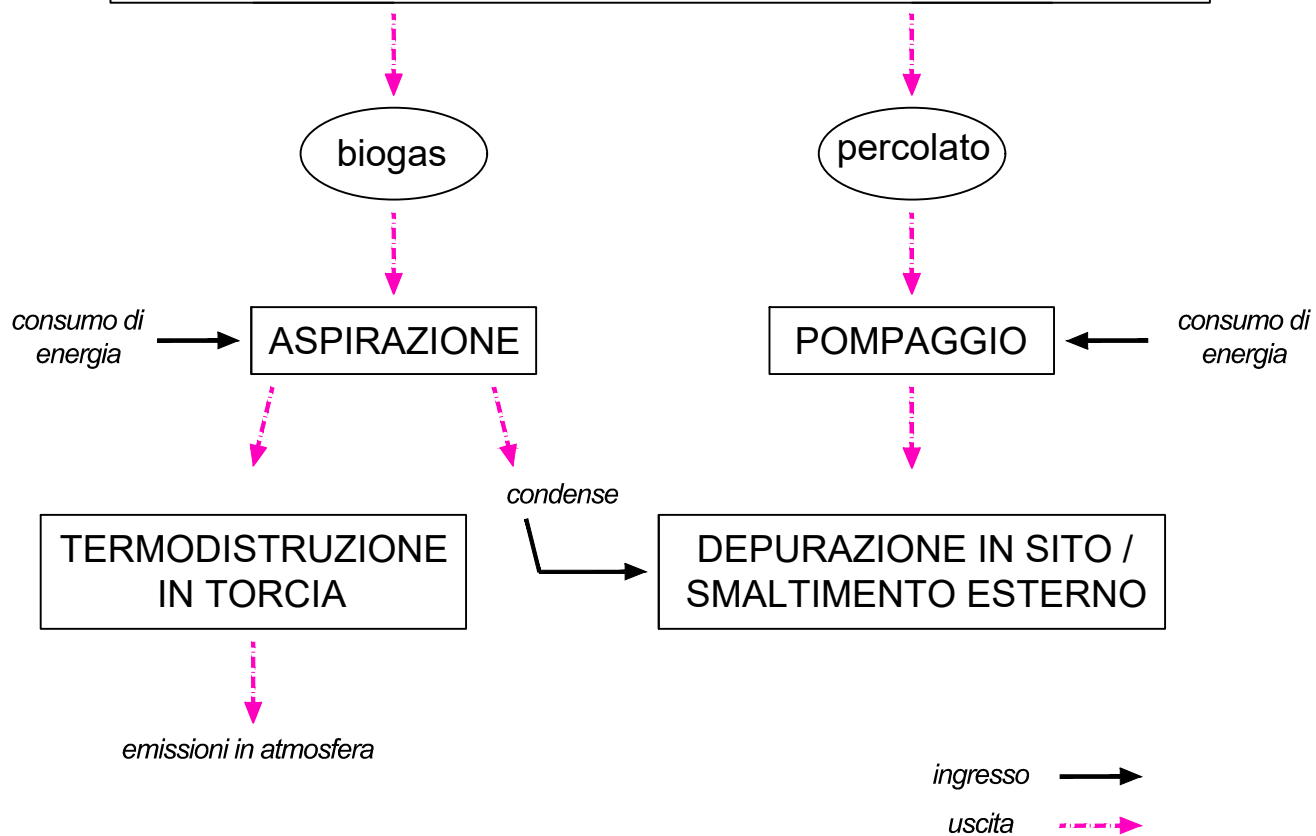 biogas
percolato
consumo di
energia
ASPIRAZIONE
POMPAGGIO
consumo di
energia
condense
TERMODISTRUZIONE
IN TORCIA
DEPURAZIONE IN SITO /
SMALTIMENTO ESTERNO
emissioni in atmosfera
ingresso
uscita